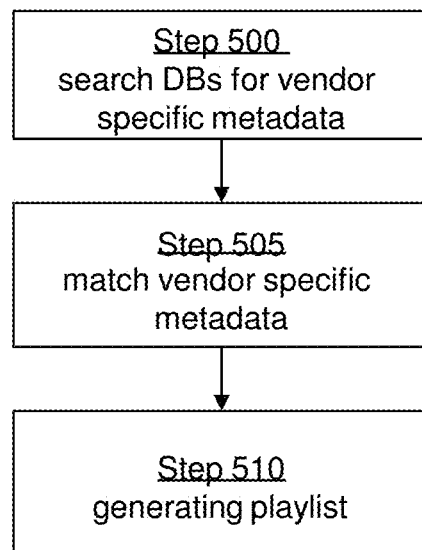 Step 500
search DBs for vendor
specific metadata
Step 505
match vendor specific
metadata
Step 510
generating playlist